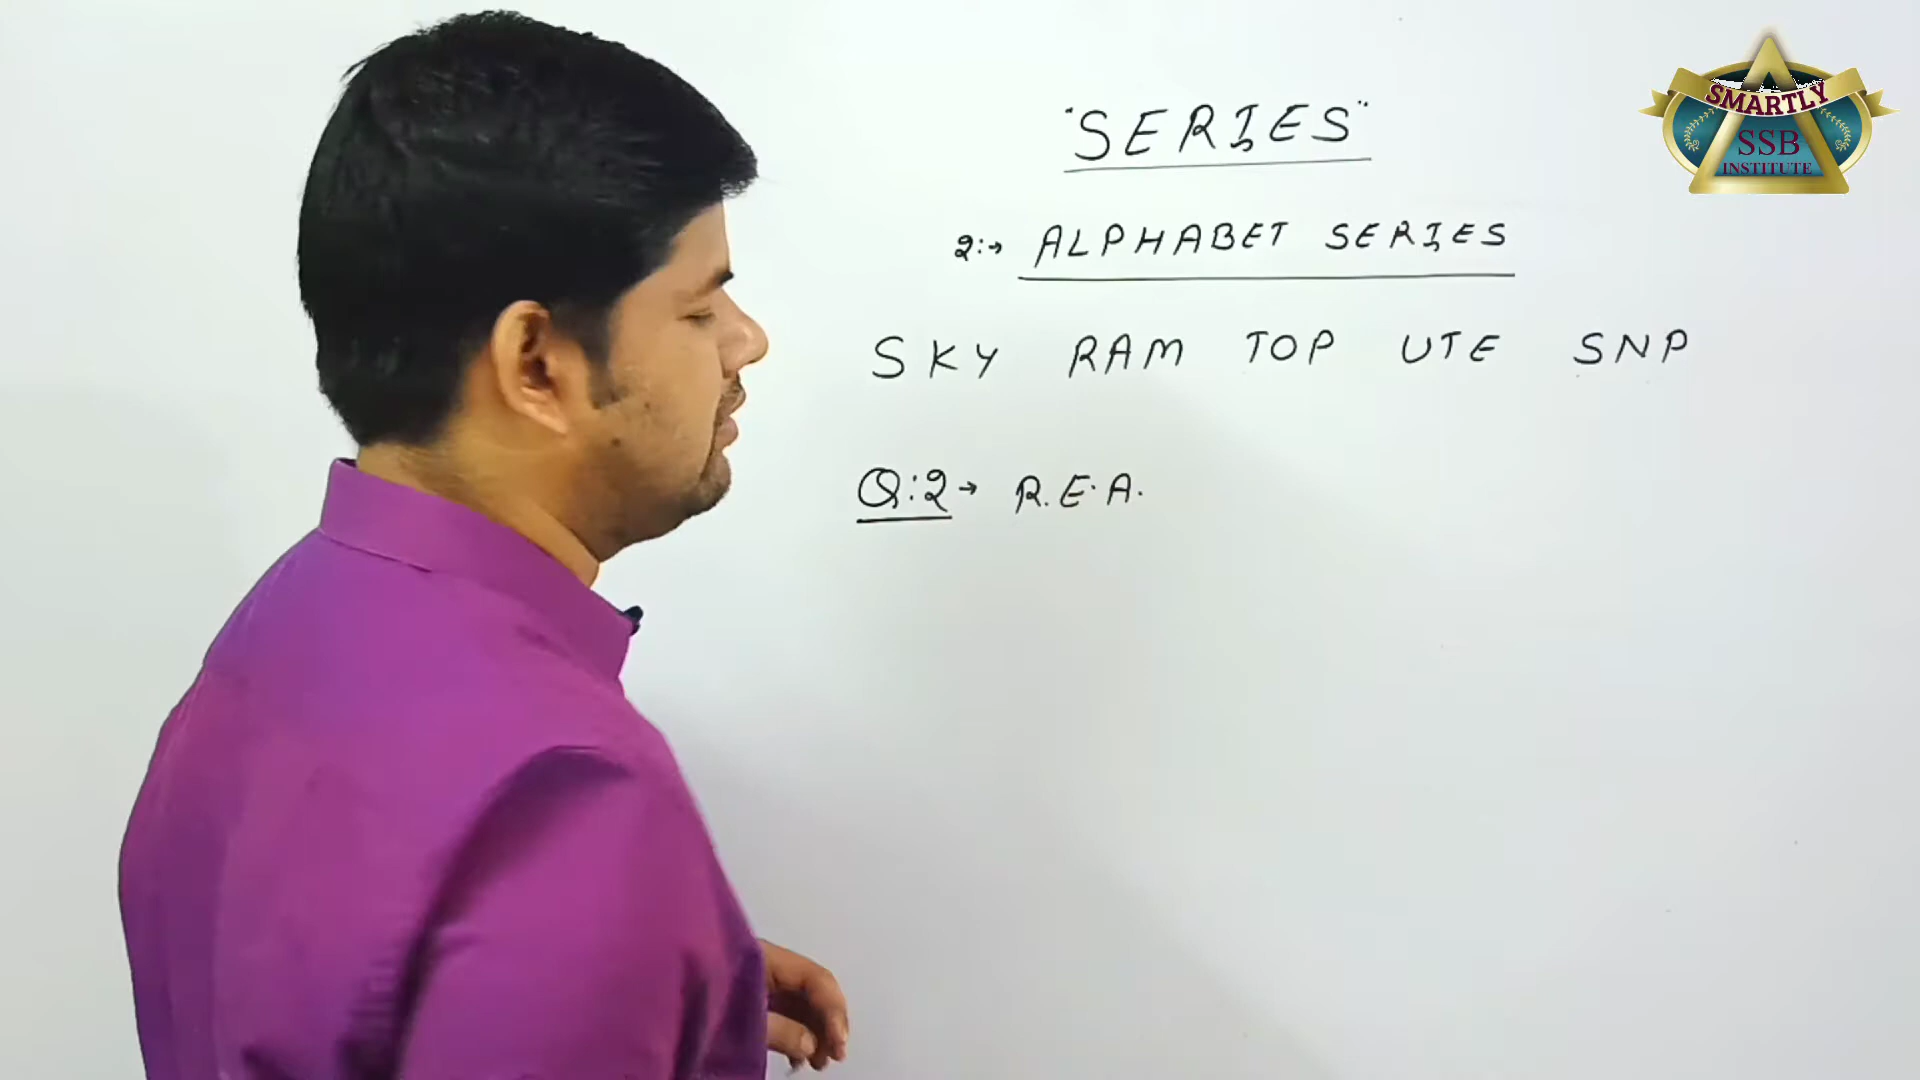 "SERIES"
2:→ ALPHABET SERIES
SKY RAM TOP UTE SNP
Q:2→ R.E.A.
SMARTLY
SSB
INSTITUTE